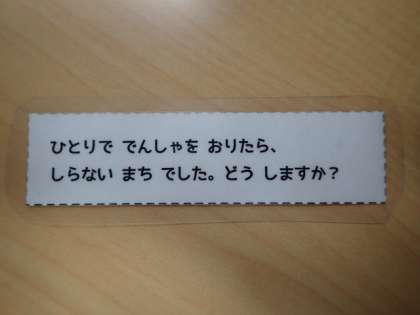 ひとりで でんしゃを おりたら、
しらない まち でした。どう しますか？